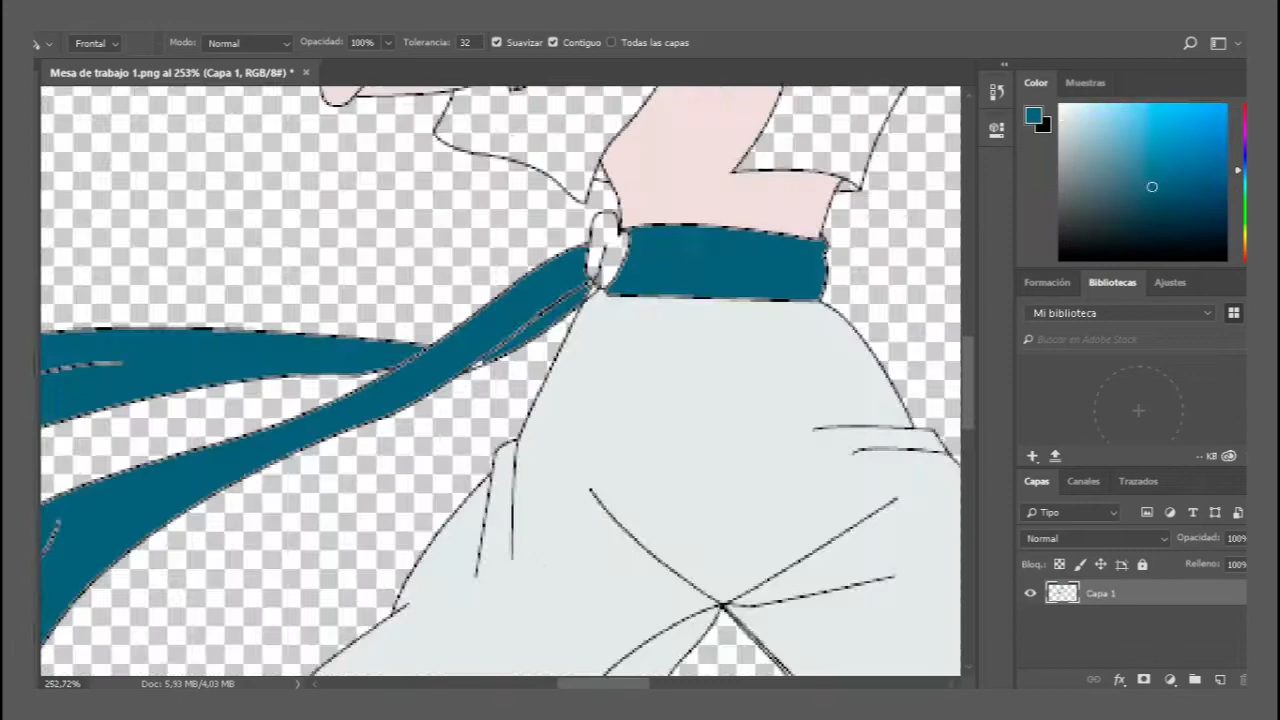 Frontal Modo: Normal Opacidad: 100% Tolerancia: 32 Suavizar Contiguo Todas las capas
Mesa de trabajo 1.png al 253% (Capa 1, RGB/8#) * ×
Color Muestras
Formación Bibliotecas Ajustes
Mi biblioteca
Buscar en Adobe Stock
-- KB
Capas Canales Trazados
Tipo
Normal Opacidad: 100%
Bloq.: Relleno: 100%
Capa 1
252,72% Doc: 5,93 MB/4,03 MB
fx